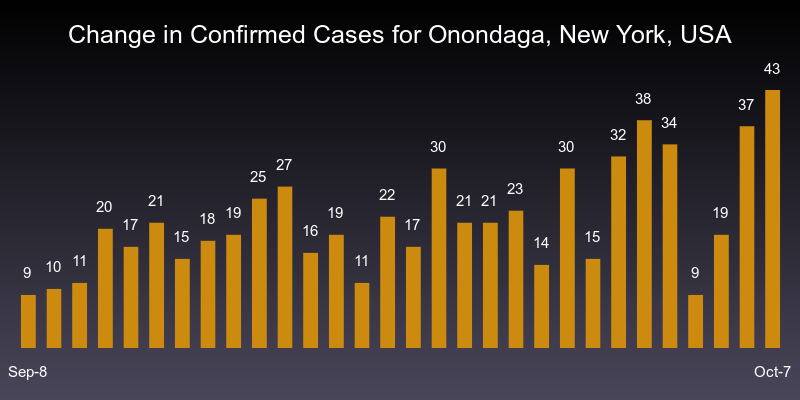 Change in Confirmed Cases for Onondaga, New York, USA
9 10 11 20 17 21 15 18 19 25 27 16 19 11 22 17 30 21 21 23 14 30 15 32 38 34 9 19 37 43
Sep-8 Oct-7